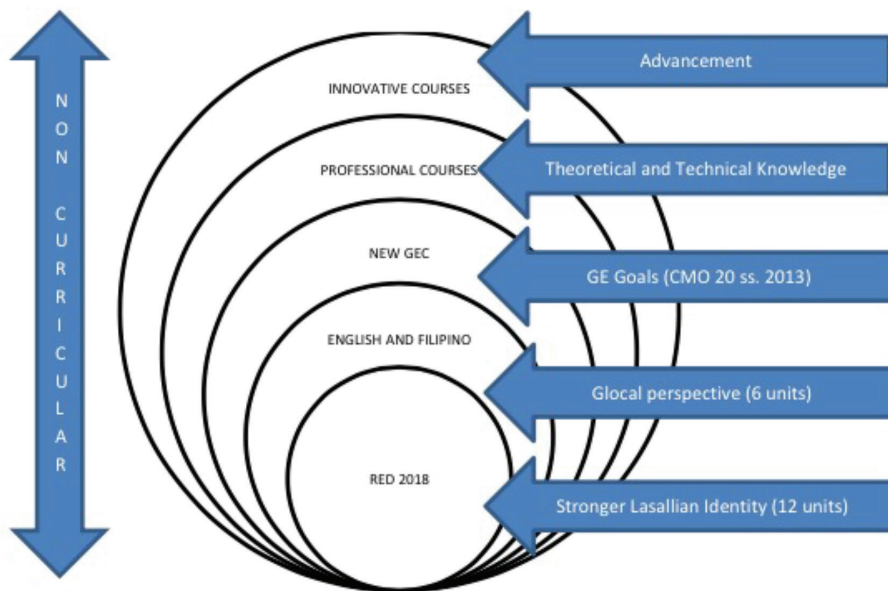 NON CURRICULAR
INNOVATIVE COURSES
Advancement
PROFESSIONAL COURSES
Theoretical and Technical Knowledge
NEW GEC
GE Goals (CMO 20 ss. 2013)
ENGLISH AND FILIPINO
Glocal perspective (6 units)
RED 2018
Stronger Lasallian Identity (12 units)